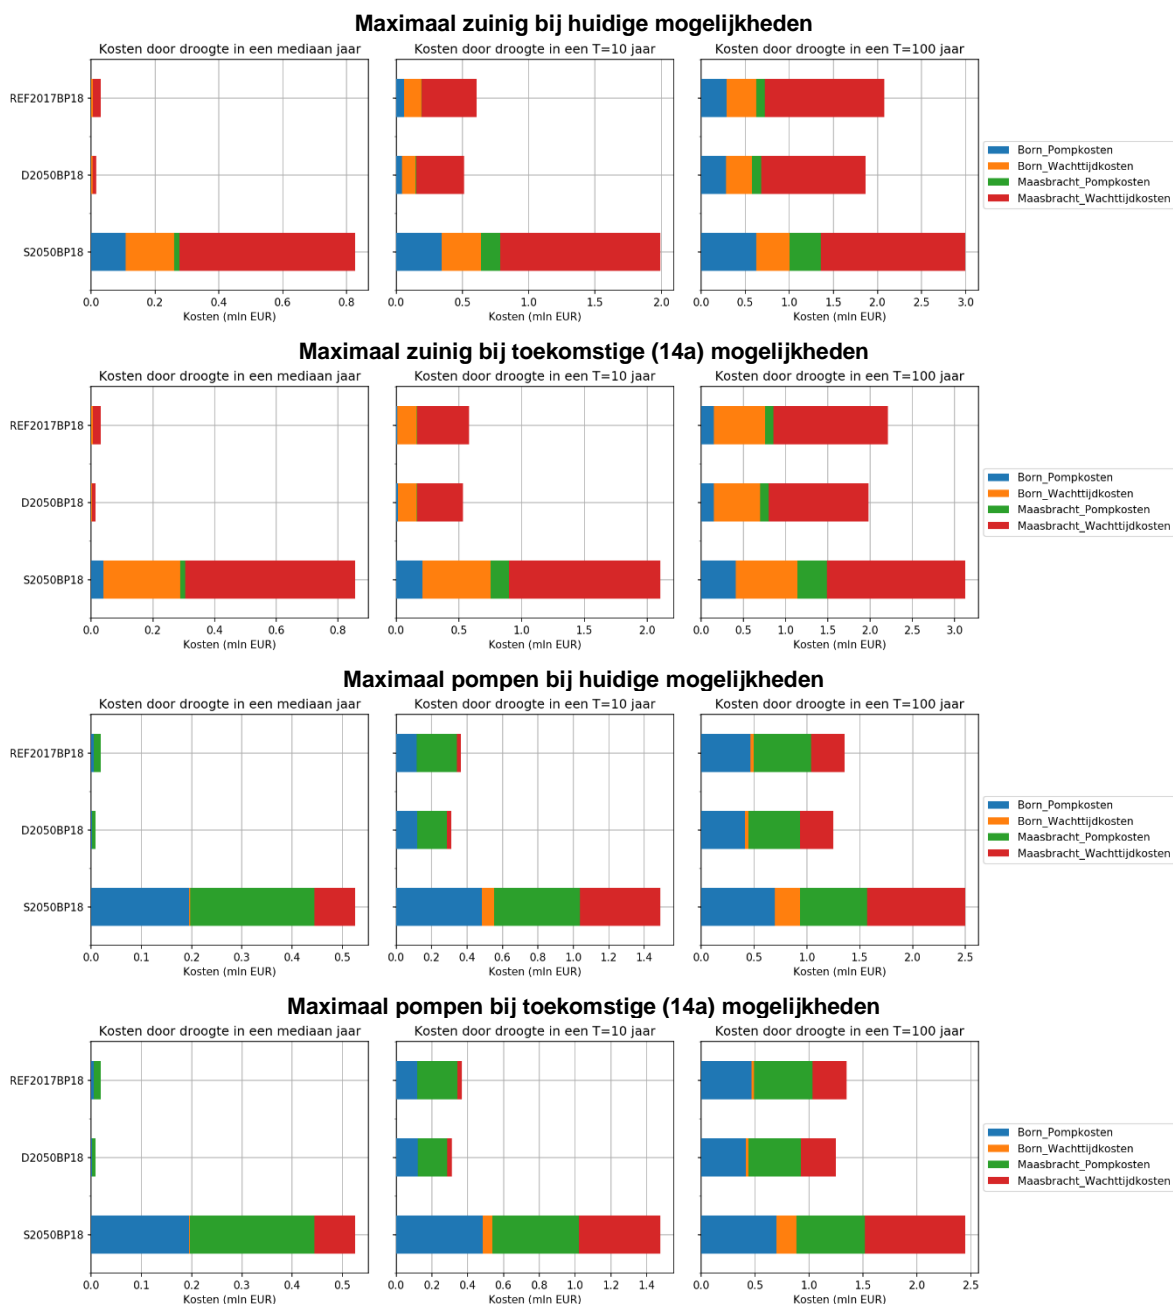 Maximaal zuinig bij huidige mogelijkheden
Kosten door droogte in een mediaan jaar
Kosten door droogte in een T=10 jaar
Kosten door droogte in een T=100 jaar
REF2017BP18
D2050BP18
S2050BP18
0.0 0.2 0.4 0.6 0.8
0.0 0.5 1.0 1.5 2.0
0.0 0.5 1.0 1.5 2.0 2.5 3.0
Kosten (mln EUR)
Kosten (mln EUR)
Kosten (mln EUR)
Born_Pompkosten
Born_Wachttijdkosten
Maasbracht_Pompkosten
Maasbracht_Wachttijdkosten
Maximaal zuinig bij toekomstige (14a) mogelijkheden
Kosten door droogte in een mediaan jaar
Kosten door droogte in een T=10 jaar
Kosten door droogte in een T=100 jaar
REF2017BP18
D2050BP18
S2050BP18
0.0 0.2 0.4 0.6 0.8
0.0 0.5 1.0 1.5 2.0
0.0 0.5 1.0 1.5 2.0 2.5 3.0
Kosten (mln EUR)
Kosten (mln EUR)
Kosten (mln EUR)
Born_Pompkosten
Born_Wachttijdkosten
Maasbracht_Pompkosten
Maasbracht_Wachttijdkosten
Maximaal pompen bij huidige mogelijkheden
Kosten door droogte in een mediaan jaar
Kosten door droogte in een T=10 jaar
Kosten door droogte in een T=100 jaar
REF2017BP18
D2050BP18
S2050BP18
0.0 0.1 0.2 0.3 0.4 0.5
0.0 0.2 0.4 0.6 0.8 1.0 1.2 1.4
0.0 0.5 1.0 1.5 2.0 2.5
Kosten (mln EUR)
Kosten (mln EUR)
Kosten (mln EUR)
Born_Pompkosten
Born_Wachttijdkosten
Maasbracht_Pompkosten
Maasbracht_Wachttijdkosten
Maximaal pompen bij toekomstige (14a) mogelijkheden
Kosten door droogte in een mediaan jaar
Kosten door droogte in een T=10 jaar
Kosten door droogte in een T=100 jaar
REF2017BP18
D2050BP18
S2050BP18
0.0 0.1 0.2 0.3 0.4 0.5
0.0 0.2 0.4 0.6 0.8 1.0 1.2 1.4
0.0 0.5 1.0 1.5 2.0 2.5
Kosten (mln EUR)
Kosten (mln EUR)
Kosten (mln EUR)
Born_Pompkosten
Born_Wachttijdkosten
Maasbracht_Pompkosten
Maasbracht_Wachttijdkosten